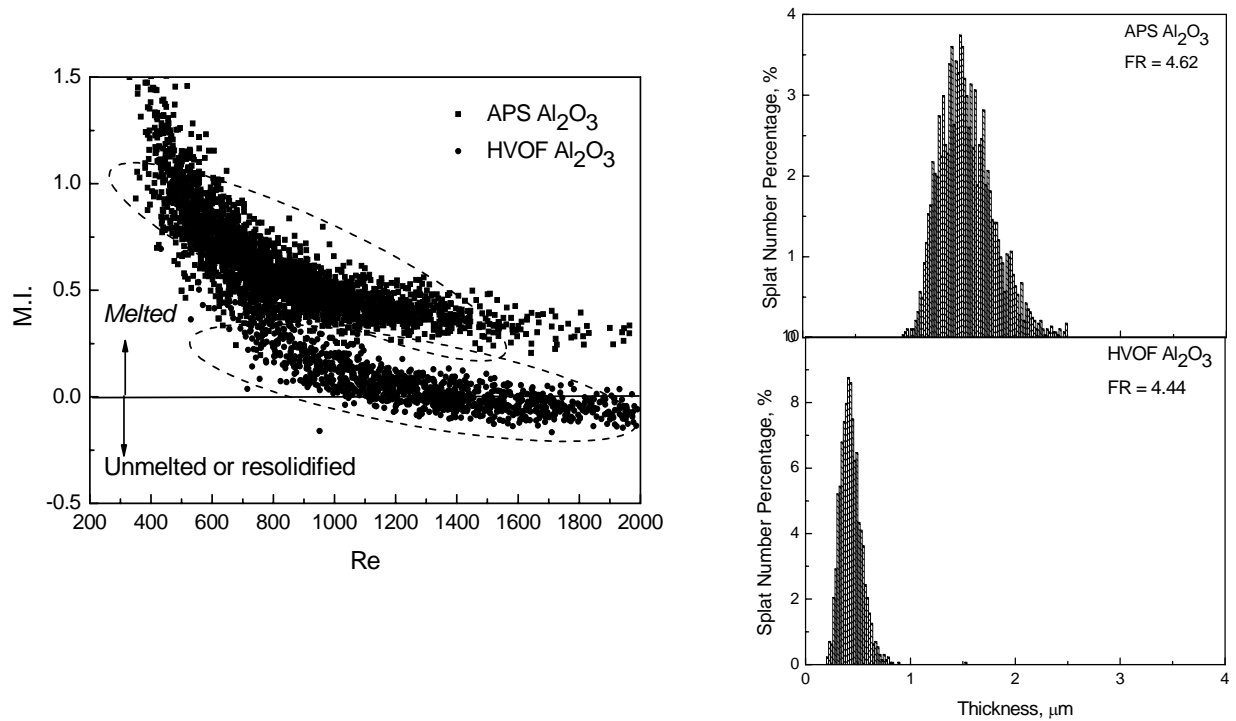 1.5
APS Al2O3
HVOF Al2O3
1.0
M.I.
0.5
Melted
0.0
Unmelted or resolidified
-0.5
200 400 600 800 1000 1200 1400 1600 1800 2000
Re
4
APS Al2O3
FR = 4.62
3
Splat Number Percentage, %
2
1
10
HVOF Al2O3
FR = 4.44
8
6
Splat Number Percentage, %
4
2
0
0 1 2 3 4
Thickness, μm